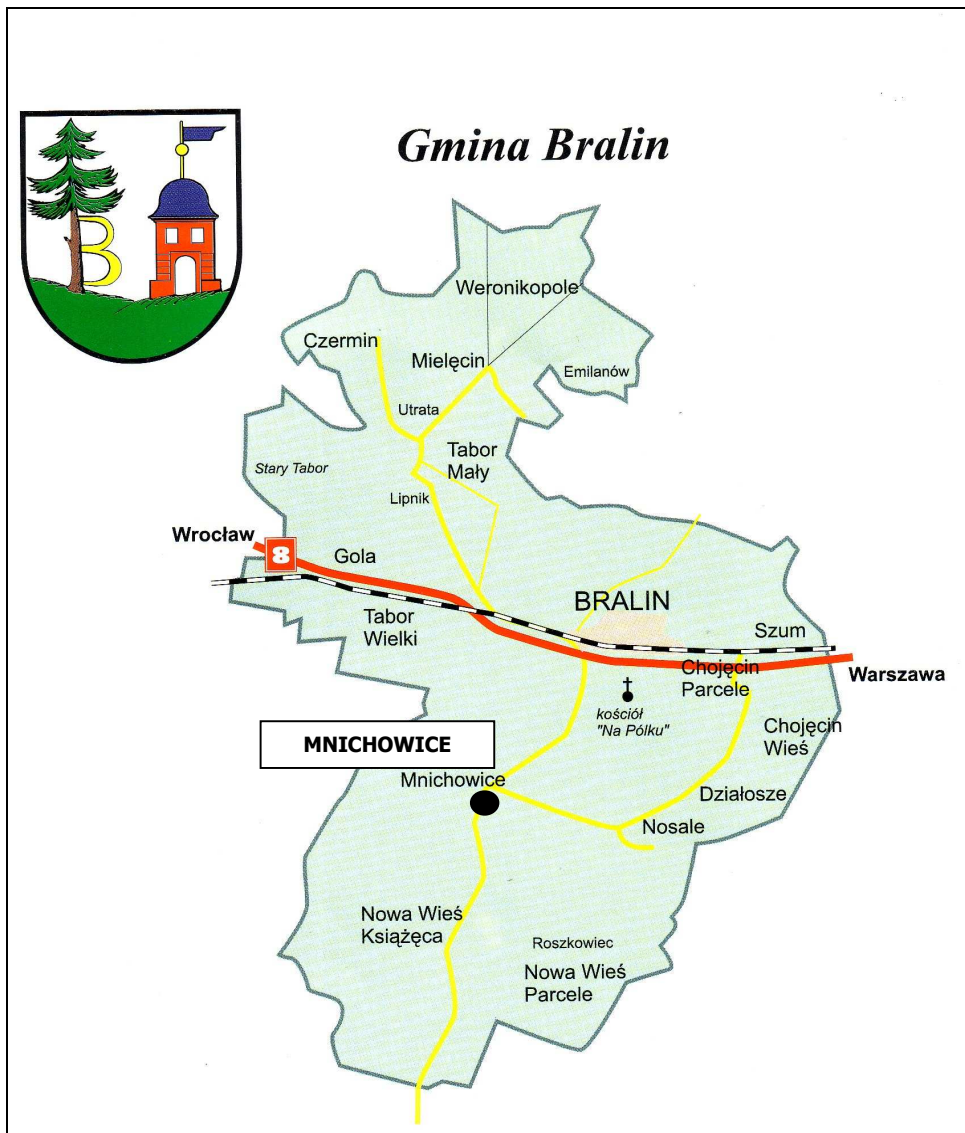 Gmina Bralin
B
Weronikopole
Czermin
Mielęcin
Emilanów
Utrata
Tabor
Mały
Stary Tabor
Lipnik
Wrocław
8
Gola
BRALIN
Tabor
Wielki
Szum
Chojęcin
Parcele
Warszawa
kościół
"Na Pólku"
Chojęcin
Wieś
MNICHOWICE
Mnichowice
Działosze
Nosale
Nowa Wieś
Książęca
Roszkowiec
Nowa Wieś
Parcele